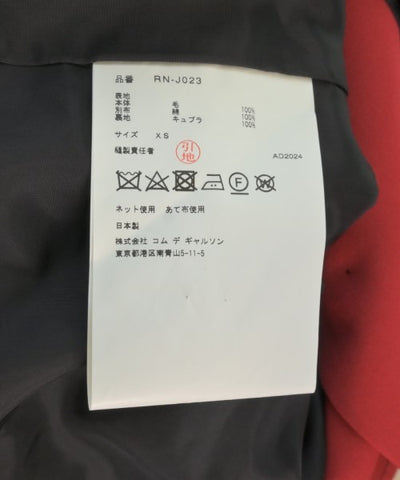 品番 RN-J023
表地
本体 毛 100%
別布 綿 100%
裏地 キュプラ 100%
サイズ XS
縫製責任者 引地
AD2024
ネット使用 あて布使用
日本製
株式会社 コム デ ギャルソン
東京都港区南青山5-11-5